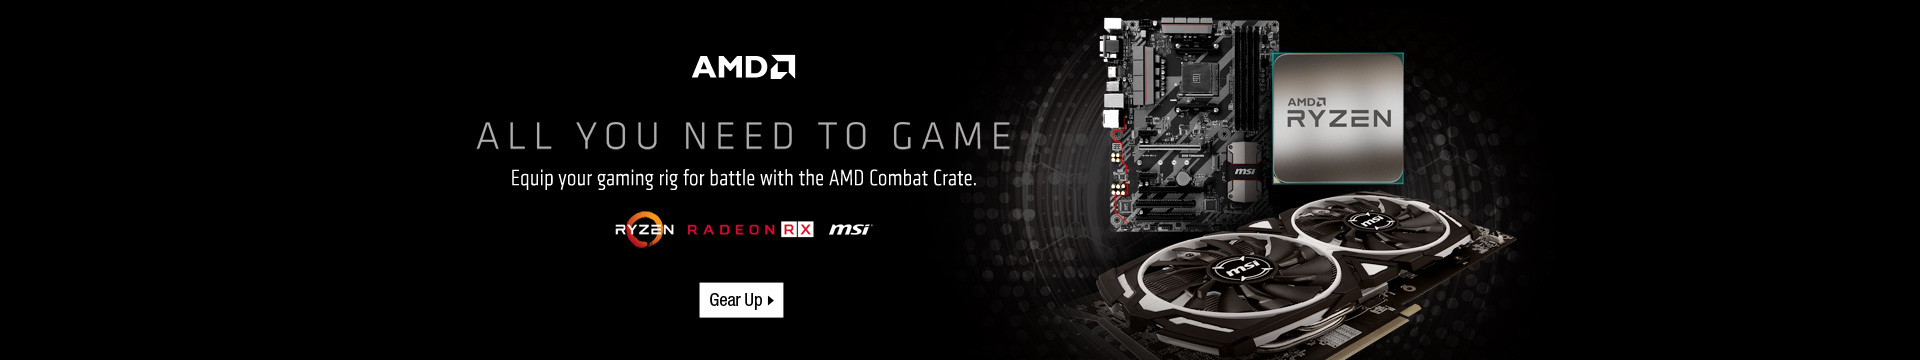 AMD
ALL YOU NEED TO GAME
Equip your gaming rig for battle with the AMD Combat Crate.
RYZEN RADEON RX msi
Gear Up
AMD
RYZEN
msi
msi
msi